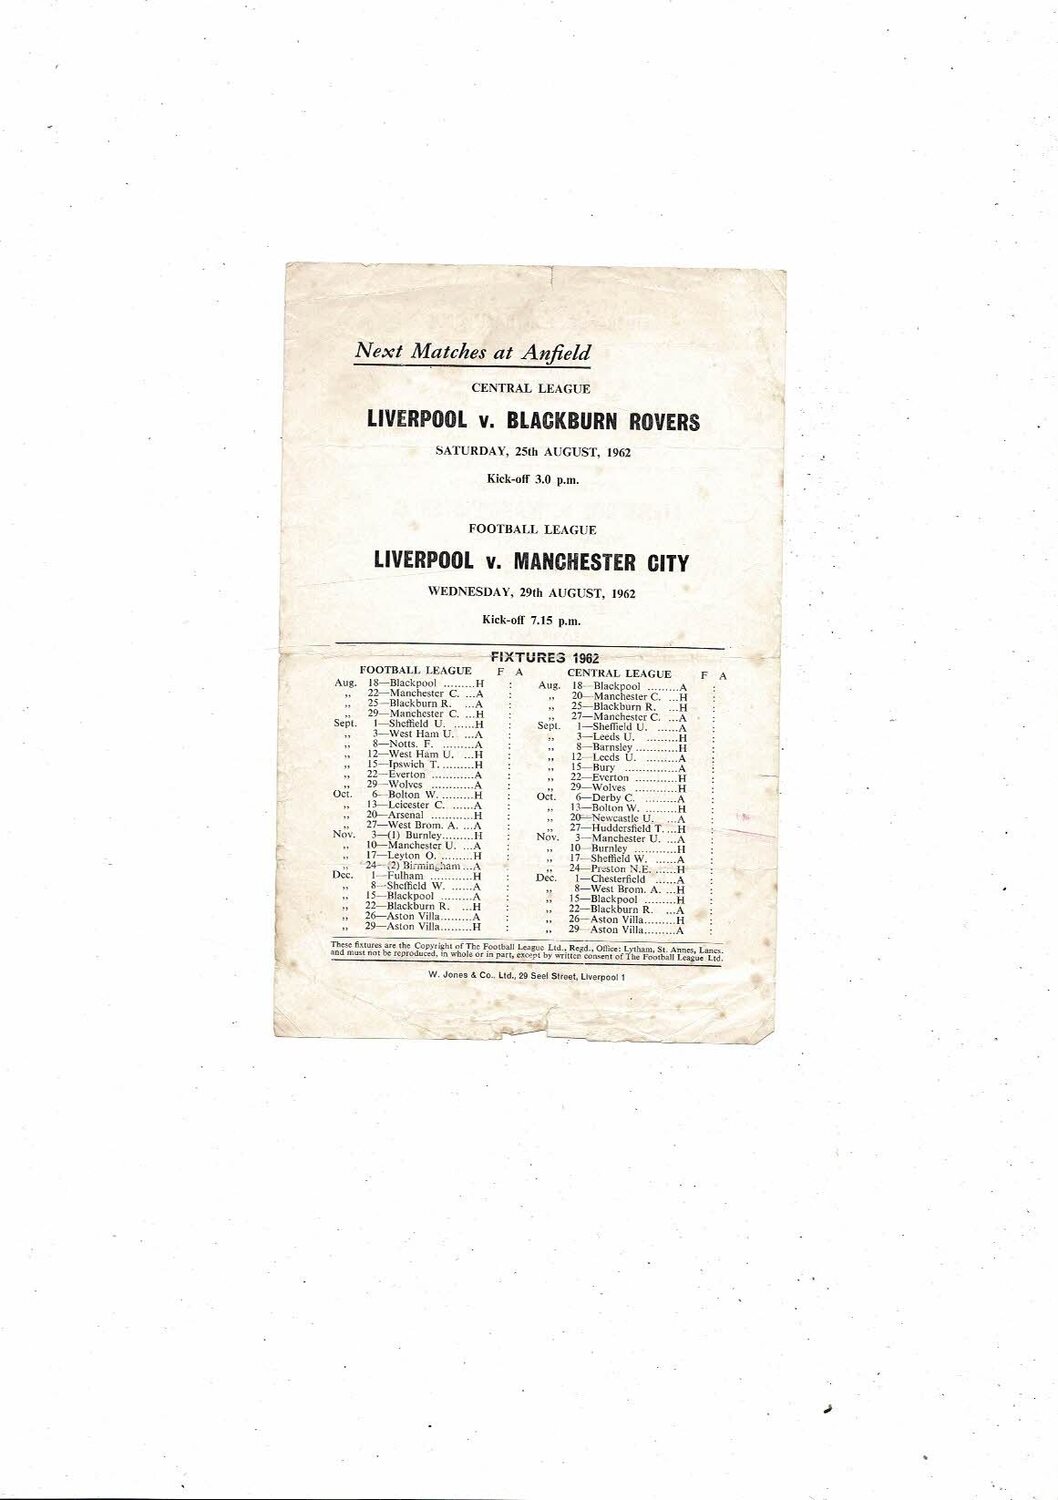 Next Matches at Anfield
CENTRAL LEAGUE
LIVERPOOL v. BLACKBURN ROVERS
SATURDAY, 25th AUGUST, 1962
Kick-off 3.0 p.m.
FOOTBALL LEAGUE
LIVERPOOL v. MANCHESTER CITY
WEDNESDAY, 29th AUGUST, 1962
Kick-off 7.15 p.m.
FIXTURES 1962
FOOTBALL LEAGUE F A
Aug. 18—Blackpool .........H :
,, 22—Manchester C. ...A :
,, 25—Blackburn R. ...A :
,, 29—Manchester C. ...H :
Sept. 1—Sheffield U. ......H :
,, 3—West Ham U. ...A :
,, 8—Notts. F. .........A :
,, 12—West Ham U. ...H :
,, 15—Ipswich T. .........H :
,, 22—Everton ............A :
,, 29—Wolves ............A :
Oct. 6—Bolton W. .........H :
,, 13—Leicester C. ......A :
,, 20—Arsenal ............H :
,, 27—West Brom. A. ...A :
Nov. 3—(1) Burnley.........H :
,, 10—Manchester U. ...A :
,, 17—Leyton O. .........H :
,, 24—(2) Birmingham ...A :
Dec. 1—Fulham ............H :
,, 8—Sheffield W. ......A :
,, 15—Blackpool .........A :
,, 22—Blackburn R. ...H :
,, 26—Aston Villa.........A :
,, 29—Aston Villa.........H :
CENTRAL LEAGUE F A
Aug. 18—Blackpool .........A :
,, 20—Manchester C. ...H :
,, 25—Blackburn R. ...H :
,, 27—Manchester C. ...A :
Sept. 1—Sheffield U. ......A :
,, 3—Leeds U. .........H :
,, 8—Barnsley ............H :
,, 12—Leeds U. .........A :
,, 15—Bury ...............A :
,, 22—Everton ............H :
,, 29—Wolves ............H :
Oct. 6—Derby C. .........A :
,, 13—Bolton W. .........H :
,, 20—Newcastle U. ......A :
,, 27—Huddersfield T. ...H :
Nov. 3—Manchester U. ...A :
,, 10—Burnley ............H :
,, 17—Sheffield W. ......A :
,, 24—Preston N.E. ......H :
Dec. 1—Chesterfield ......A :
,, 8—West Brom. A. ...H :
,, 15—Blackpool .........H :
,, 22—Blackburn R. ...A :
,, 26—Aston Villa.........H :
,, 29—Aston Villa.........A :
These fixtures are the Copyright of The Football League Ltd., Regd., Office: Lytham, St. Annes, Lancs.
and must not be reproduced, in whole or in part, except by written consent of The Football League Ltd.
W. Jones & Co., Ltd., 29 Seel Street, Liverpool 1